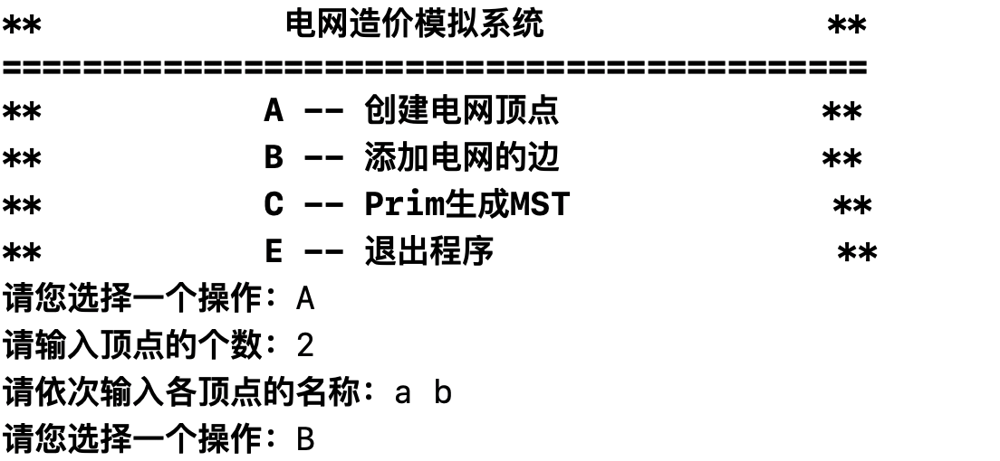 ** 电网造价模拟系统 **
===========================================
** A -- 创建电网顶点 **
** B -- 添加电网的边 **
** C -- Prim生成MST **
** E -- 退出程序 **
请您选择一个操作：A
请输入顶点的个数：2
请依次输入各顶点的名称：a b
请您选择一个操作：B